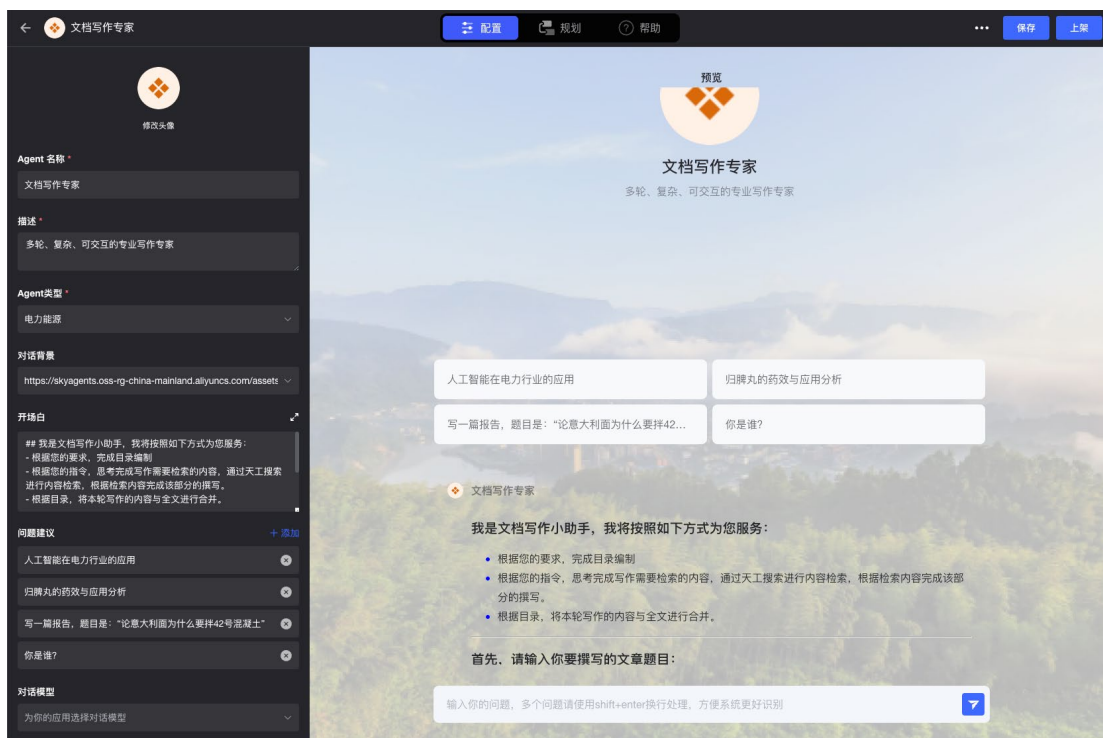 文档写作专家
配置
规划
帮助
保存
上架
修改头像
Agent 名称 *
文档写作专家
描述 *
多轮、复杂、可交互的专业写作专家
Agent类型 *
电力能源
对话背景
https://skyagents.oss-rg-china-mainland.aliyuncs.com/assets
开场白
## 我是文档写作小助手，我将按照如下方式为您服务：
- 根据您的要求，完成目录编制
- 根据您的指令，思考完成写作需要检索的内容，通过天工搜索
进行内容检索，根据检索内容完成该部分的撰写。
- 根据目录，将本轮写作的内容与全文进行合并。
问题建议
+ 添加
人工智能在电力行业的应用
归脾丸的药效与应用分析
写一篇报告，题目是：“论意大利面为什么要拌42号混凝土”
你是谁?
对话模型
为你的应用选择对话模型
预览
文档写作专家
多轮、复杂、可交互的专业写作专家
人工智能在电力行业的应用
归脾丸的药效与应用分析
写一篇报告，题目是：“论意大利面为什么要拌42...
你是谁?
文档写作专家
我是文档写作小助手，我将按照如下方式为您服务：
• 根据您的要求，完成目录编制
• 根据您的指令，思考完成写作需要检索的内容，通过天工搜索进行内容检索，根据检索内容完成该部
分的撰写。
• 根据目录，将本轮写作的内容与全文进行合并。
首先，请输入你要撰写的文章题目：
输入你的问题，多个问题请使用shift+enter换行处理，方便系统更好识别